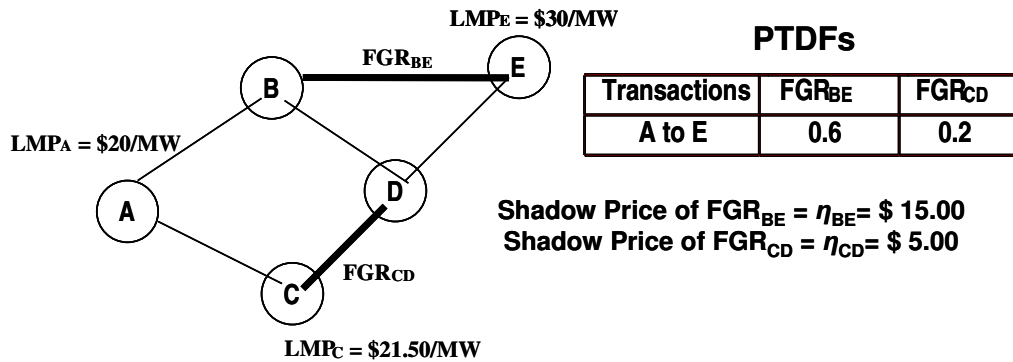 LMPE = $30/MW
PTDFs
FGRBE
E
B
Transactions FGRBE FGRCD
A to E 0.6 0.2
LMPA = $20/MW
A
D
Shadow Price of FGRBE = ηBE= $ 15.00
Shadow Price of FGRCD = ηCD= $ 5.00
FGRCD
C
LMPC = $21.50/MW